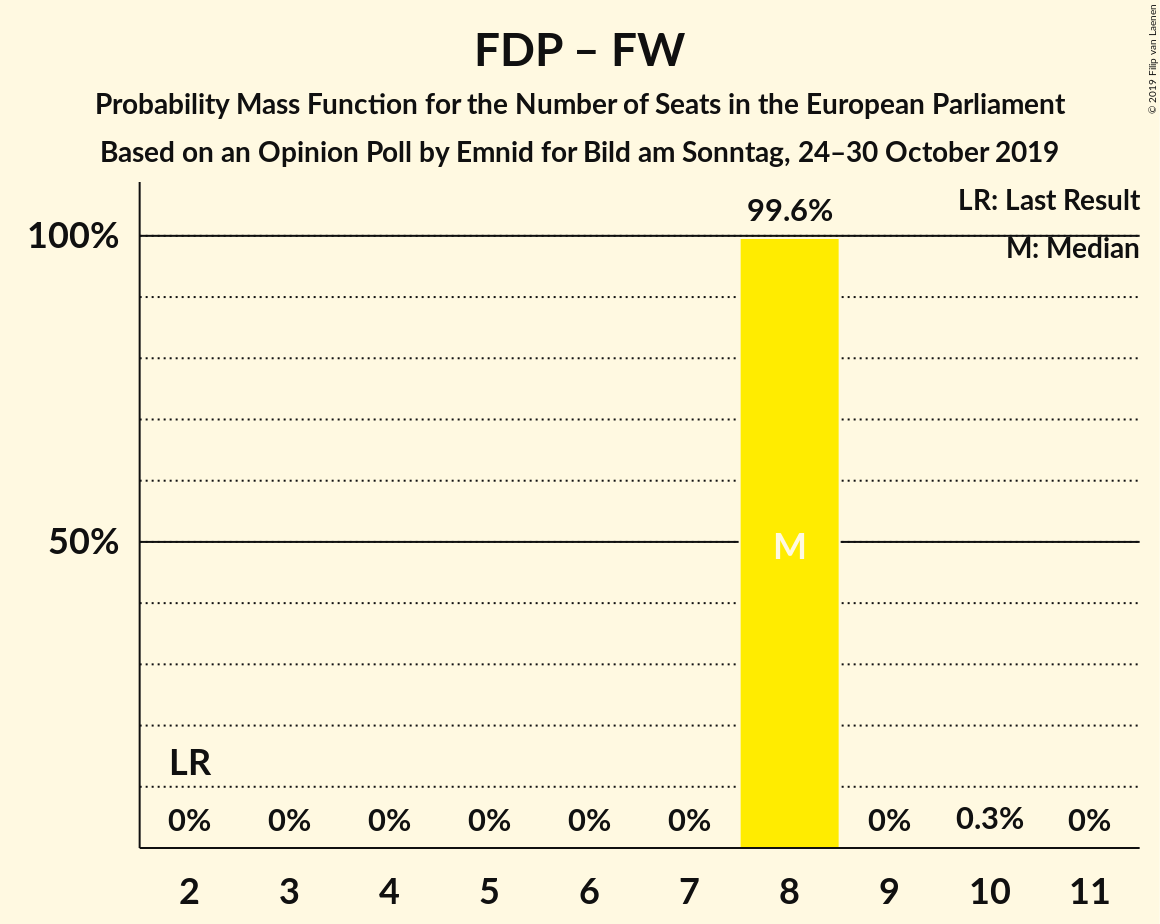 FDP – FW
Probability Mass Function for the Number of Seats in the European Parliament
Based on an Opinion Poll by Emnid for Bild am Sonntag, 24–30 October 2019
© 2019 Filip van Laenen
LR: Last Result
M: Median
99.6%
100%
50%
M
LR
0% 0% 0% 0% 0% 0% 0% 0.3% 0%
2 3 4 5 6 7 8 9 10 11